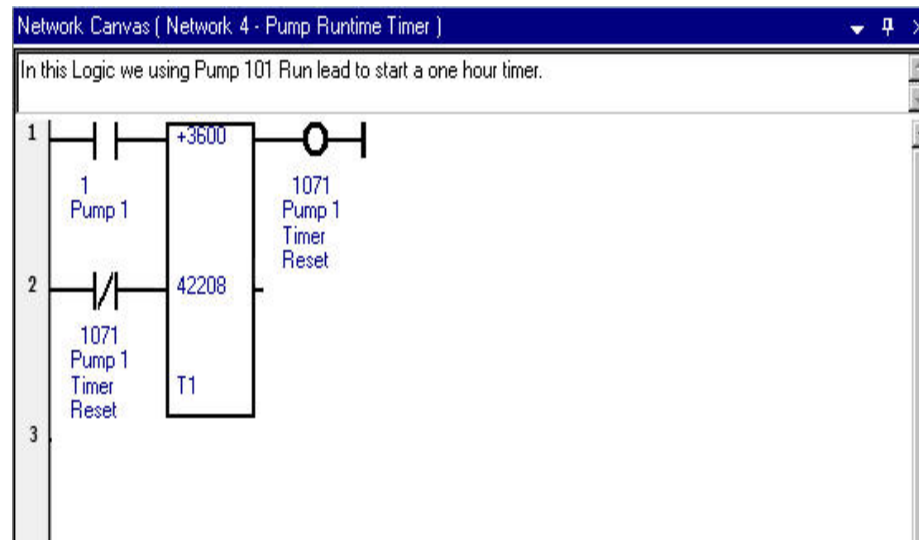 Network Canvas ( Network 4 - Pump Runtime Timer )
In this Logic we using Pump 101 Run lead to start a one hour timer.
1
+3600
1
Pump 1
1071
Pump 1
Timer
Reset
2
42208
1071
Pump 1
Timer
Reset
T1
3